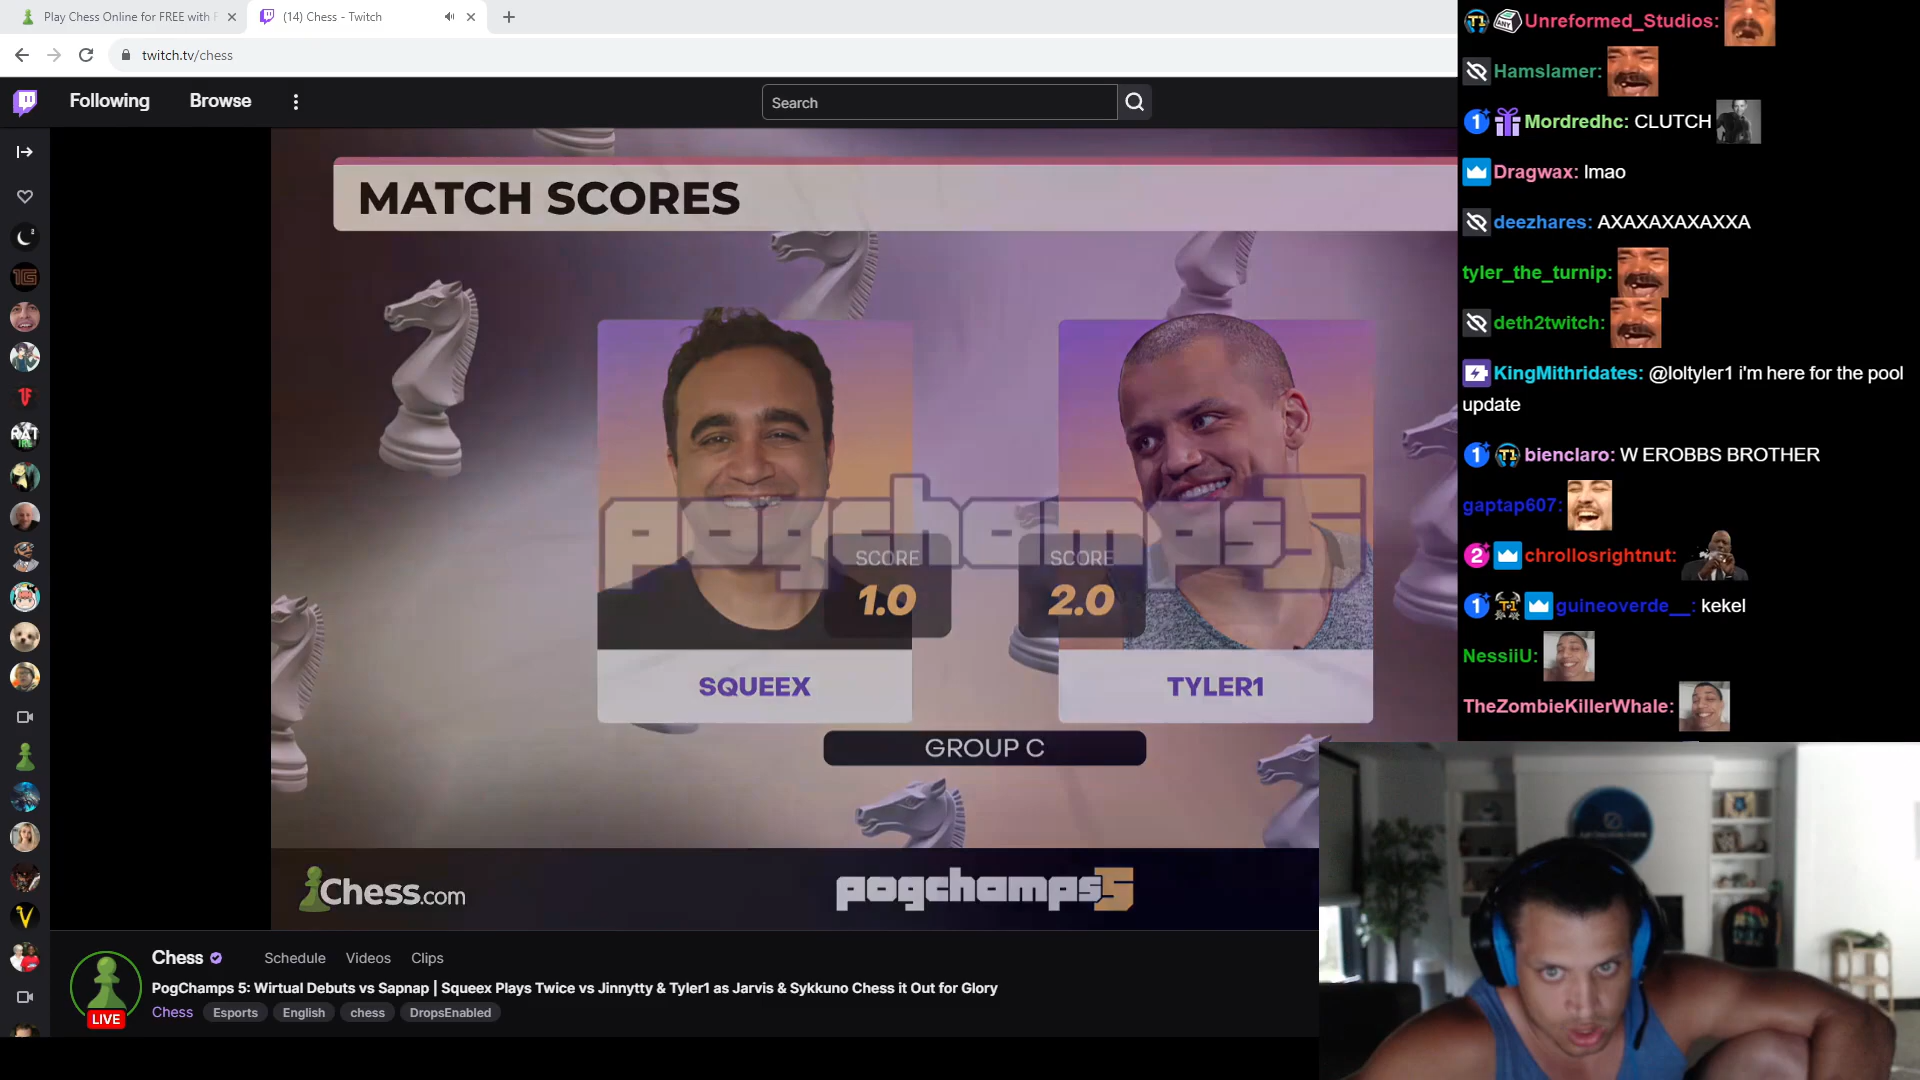 Play Chess Online for FREE with F
(14) Chess - Twitch
twitch.tv/chess
Following
Browse
Search
MATCH SCORES
pogchamps5
SCORE
1.0
SCORE
2.0
SQUEEX
TYLER1
GROUP C
Chess.com
pogchamps5
Chess
Schedule
Videos
Clips
PogChamps 5: Wirtual Debuts vs Sapnap | Squeex Plays Twice vs Jinnytty & Tyler1 as Jarvis & Sykkuno Chess it Out for Glory
LIVE
Chess
Esports
English
chess
DropsEnabled
Unreformed_Studios:
Hamslamer:
Mordredhc: CLUTCH
Dragwax: lmao
deezhares: AXAXAXAXAXXA
tyler_the_turnip:
deth2twitch:
KingMithridates: @loltyler1 i'm here for the pool
update
bienclaro: W EROBBS BROTHER
gaptap607:
chrollosrightnut:
guineoverde__: kekel
NessiiU:
TheZombieKillerWhale: